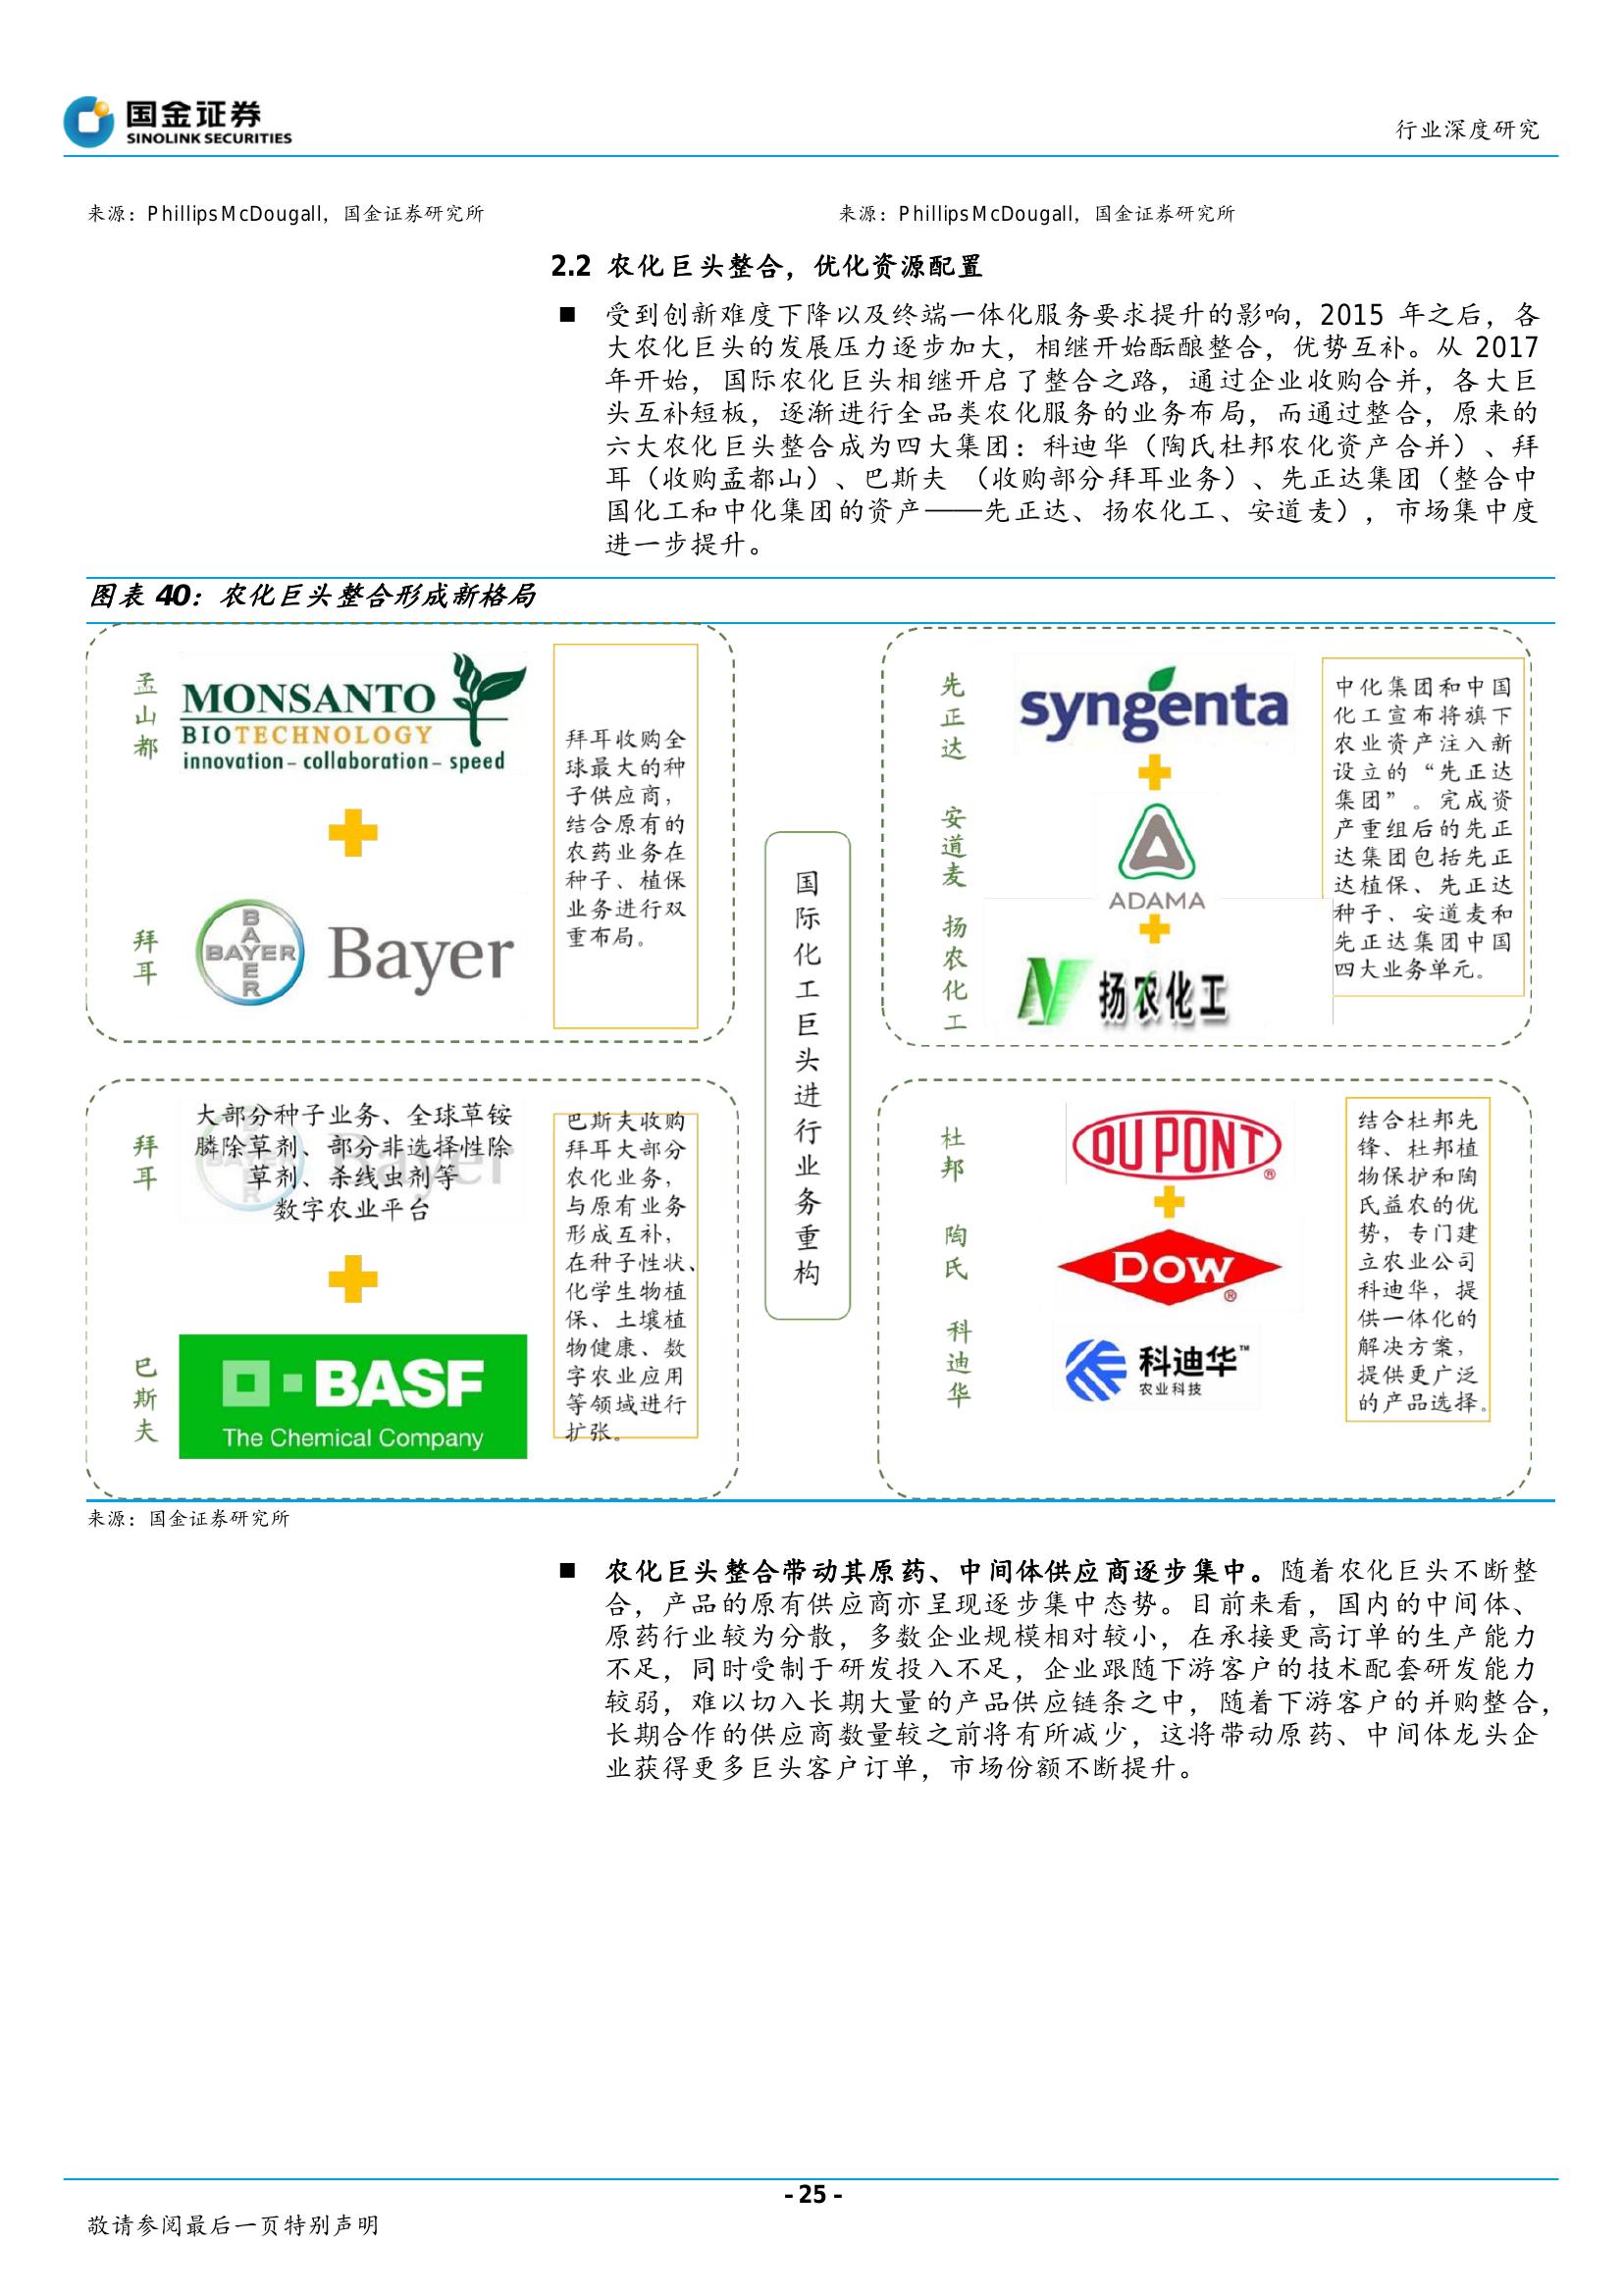 国金证券
SINOLINK SECURITIES
行业深度研究
来源：Phillips McDougall，国金证券研究所
来源：Phillips McDougall，国金证券研究所
2.2 农化巨头整合，优化资源配置
■ 受到创新难度下降以及终端一体化服务要求提升的影响，2015 年之后，各
大农化巨头的发展压力逐步加大，相继开始酝酿整合，优势互补。从 2017
年开始，国际农化巨头相继开启了整合之路，通过企业收购合并，各大巨
头互补短板，逐渐进行全品类农化服务的业务布局，而通过整合，原来的
六大农化巨头整合成为四大集团：科迪华（陶氏杜邦农化资产合并）、拜
耳（收购孟都山）、巴斯夫 （收购部分拜耳业务）、先正达集团（整合中
国化工和中化集团的资产——先正达、扬农化工、安道麦），市场集中度
进一步提升。
图表 40：农化巨头整合形成新格局
孟山都
MONSANTO
BIOTECHNOLOGY
innovation – collaboration – speed
拜耳
BAYER
BAYER
Bayer
拜耳收购全
球最大的种
子供应商，
结合原有的
农药业务在
种子、植保
业务进行双
重布局。
国际化工巨头进行业务重构
先正达
syngenta
安道麦
ADAMA
扬农化工
扬农化工
中化集团和中国
化工宣布将旗下
农业资产注入新
设立的“先正达
集团”。完成资
产重组后的先正
达集团包括先正
达植保、先正达
种子、安道麦和
先正达集团中国
四大业务单元。
拜耳
BAYER
Bayer
大部分种子业务、全球草铵
膦除草剂、部分非选择性除
草剂、杀线虫剂等
数字农业平台
巴斯夫
BASF
The Chemical Company
巴斯夫收购
拜耳大部分
农化业务，
与原有业务
形成互补，
在种子性状、
化学生物植
保、土壤植
物健康、数
字农业应用
等领域进行
扩张。
杜邦
DU PONT®
陶氏
DOW®
科迪华
科迪华™
农业科技
结合杜邦先
锋、杜邦植
物保护和陶
氏益农的优
势，专门建
立农业公司
科迪华，提
供一体化的
解决方案，
提供更广泛
的产品选择。
来源：国金证券研究所
■ 农化巨头整合带动其原药、中间体供应商逐步集中。随着农化巨头不断整
合，产品的原有供应商亦呈现逐步集中态势。目前来看，国内的中间体、
原药行业较为分散，多数企业规模相对较小，在承接更高订单的生产能力
不足，同时受制于研发投入不足，企业跟随下游客户的技术配套研发能力
较弱，难以切入长期大量的产品供应链条之中，随着下游客户的并购整合，
长期合作的供应商数量较之前将有所减少，这将带动原药、中间体龙头企
业获得更多巨头客户订单，市场份额不断提升。
- 25 -
敬请参阅最后一页特别声明